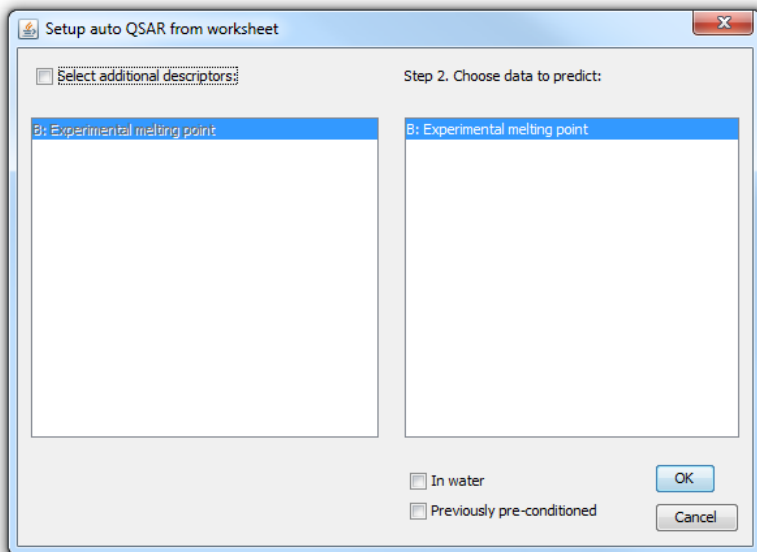 Setup auto QSAR from worksheet
Select additional descriptors:
Step 2. Choose data to predict:
B: Experimental melting point
B: Experimental melting point
In water
OK
Previously pre-conditioned
Cancel